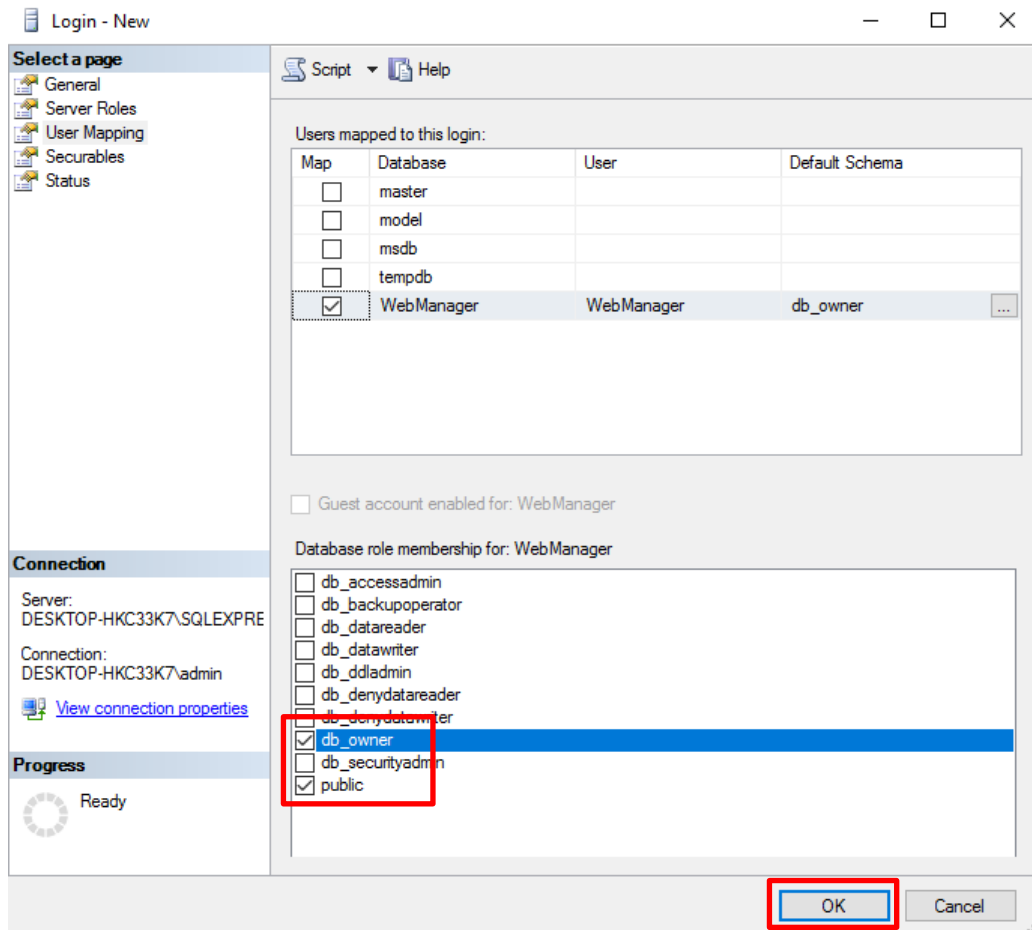 Login - New
Select a page
General
Server Roles
User Mapping
Securables
Status
Script Help
Users mapped to this login:
Map Database User Default Schema
master
model
msdb
tempdb
WebManager WebManager db_owner ...
Guest account enabled for: WebManager
Database role membership for: WebManager
db_accessadmin
db_backupoperator
db_datareader
db_datawriter
db_ddladmin
db_denydatareader
db_denydatawriter
db_owner
db_securityadmin
public
Connection
Server:
DESKTOP-HKC33K7\SQLEXPRE
Connection:
DESKTOP-HKC33K7\admin
View connection properties
Progress
Ready
OK Cancel